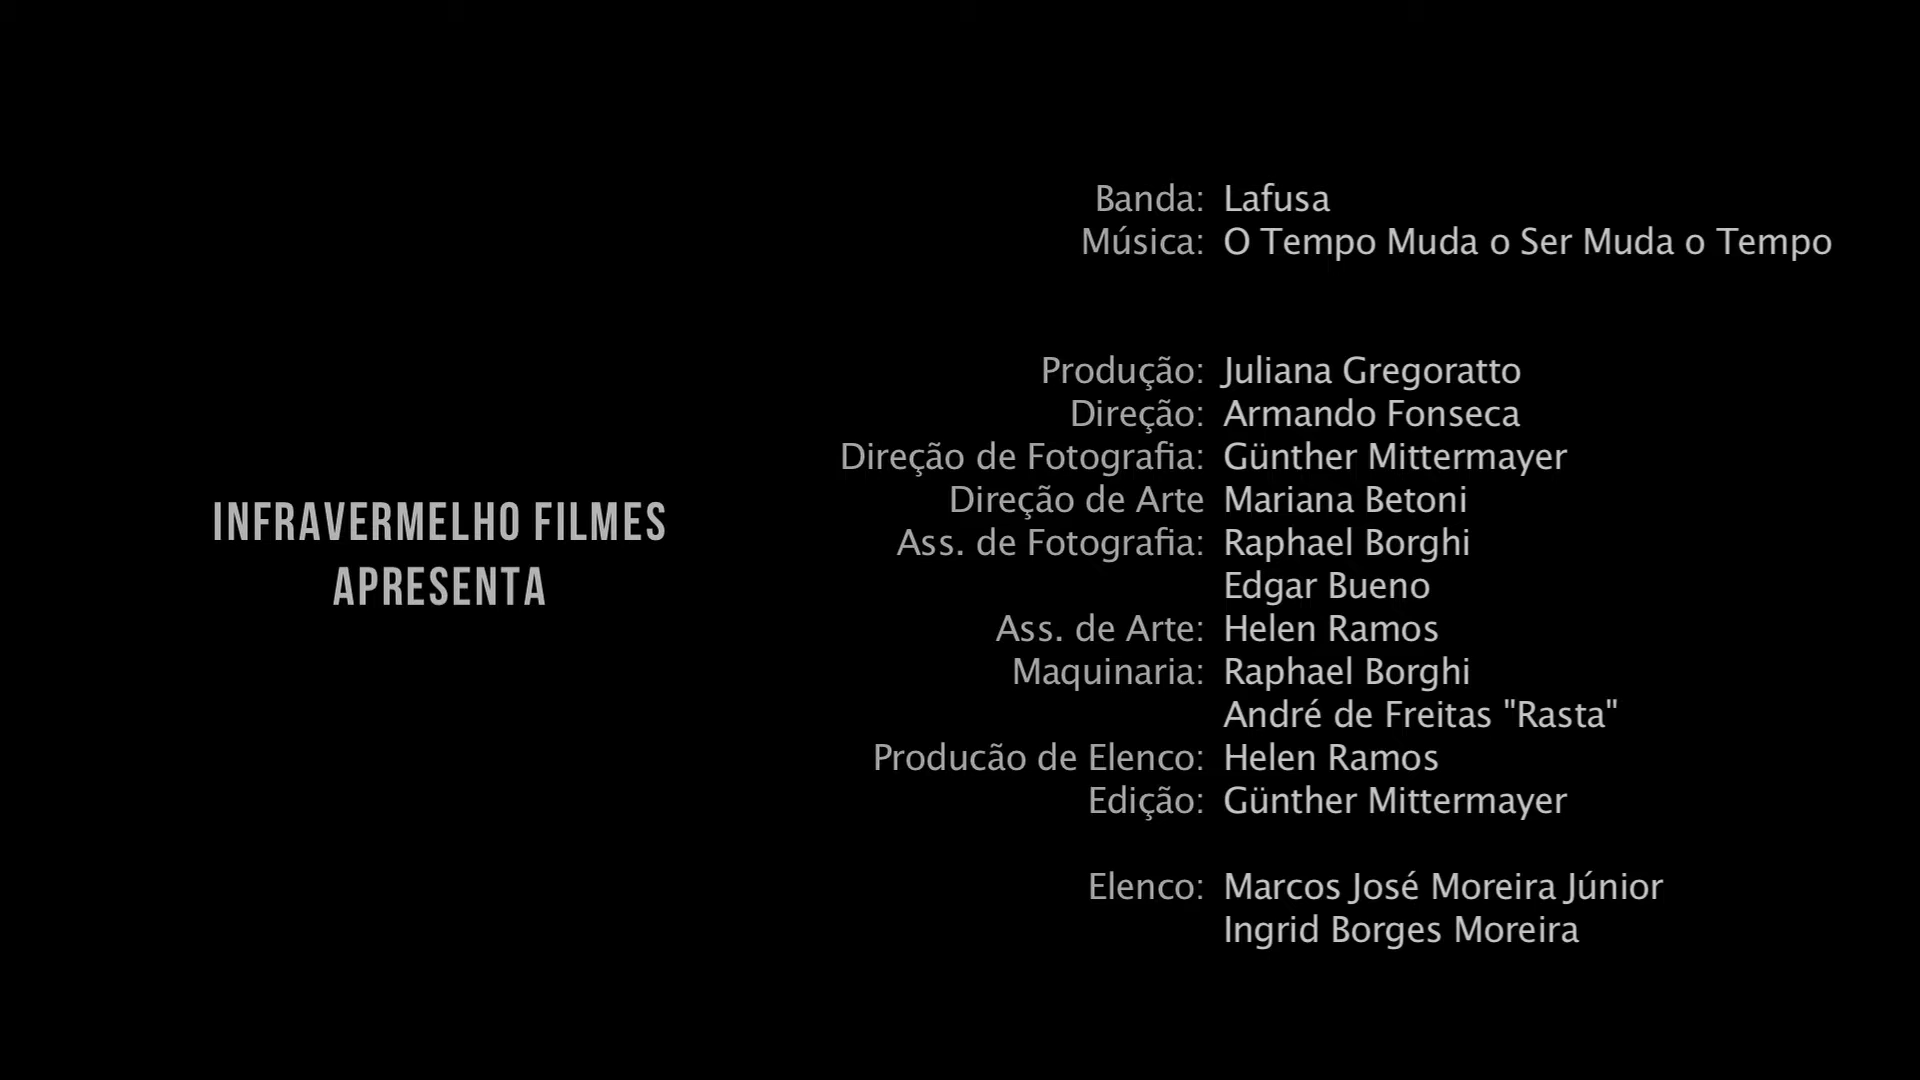 INFRAVERMELHO FILMES
APRESENTA
Banda: Lafusa
Música: O Tempo Muda o Ser Muda o Tempo
Produção: Juliana Gregoratto
Direção: Armando Fonseca
Direção de Fotografia: Günther Mittermayer
Direção de Arte Mariana Betoni
Ass. de Fotografia: Raphael Borghi
Edgar Bueno
Ass. de Arte: Helen Ramos
Maquinaria: Raphael Borghi
André de Freitas "Rasta"
Producão de Elenco: Helen Ramos
Edição: Günther Mittermayer
Elenco: Marcos José Moreira Júnior
Ingrid Borges Moreira